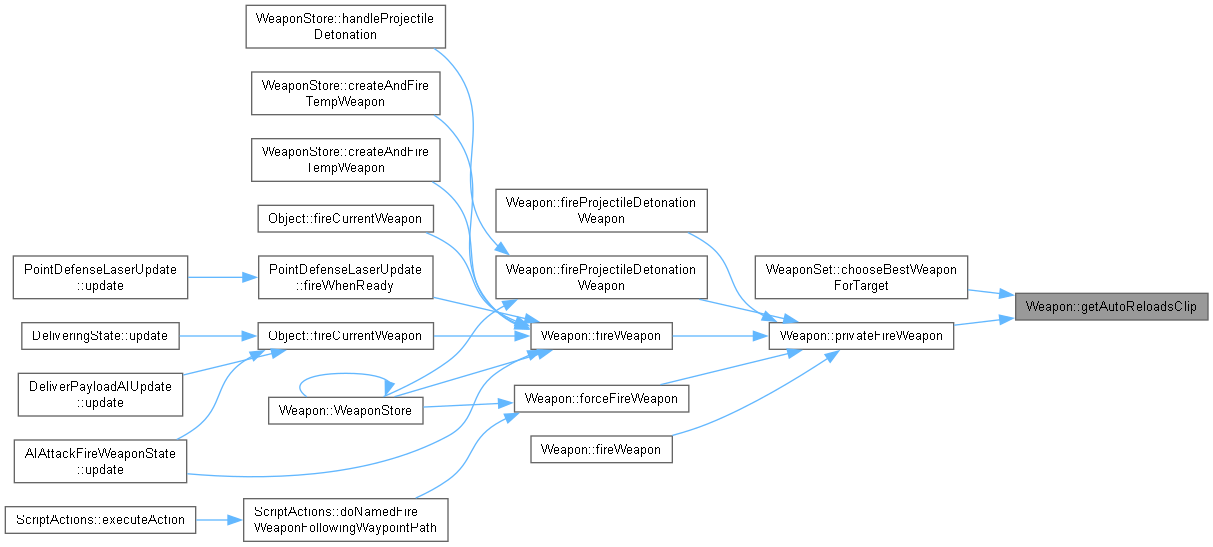 WeaponStore::handleProjectile
Detonation
WeaponStore::createAndFire
TempWeapon
WeaponStore::createAndFire
TempWeapon
Object::fireCurrentWeapon
PointDefenseLaserUpdate
::update
PointDefenseLaserUpdate
::fireWhenReady
DeliveringState::update
Object::fireCurrentWeapon
DeliverPayloadAIUpdate
::update
Weapon::WeaponStore
AIAttackFireWeaponState
::update
ScriptActions::executeAction
ScriptActions::doNamedFire
WeaponFollowingWaypointPath
Weapon::fireProjectileDetonation
Weapon
Weapon::fireProjectileDetonation
Weapon
Weapon::fireWeapon
Weapon::forceFireWeapon
Weapon::fireWeapon
WeaponSet::chooseBestWeapon
ForTarget
Weapon::privateFireWeapon
Weapon::getAutoReloadsClip